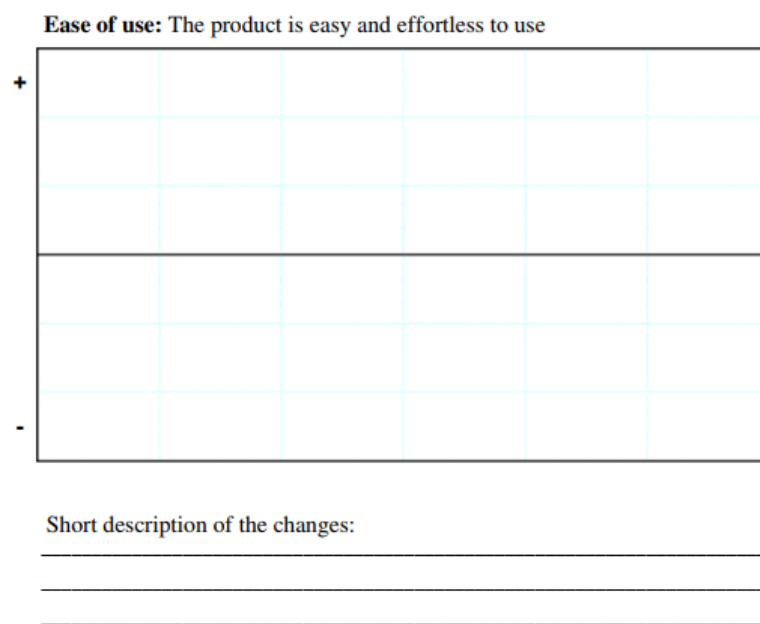 Ease of use: The product is easy and effortless to use
+
-
Short description of the changes: